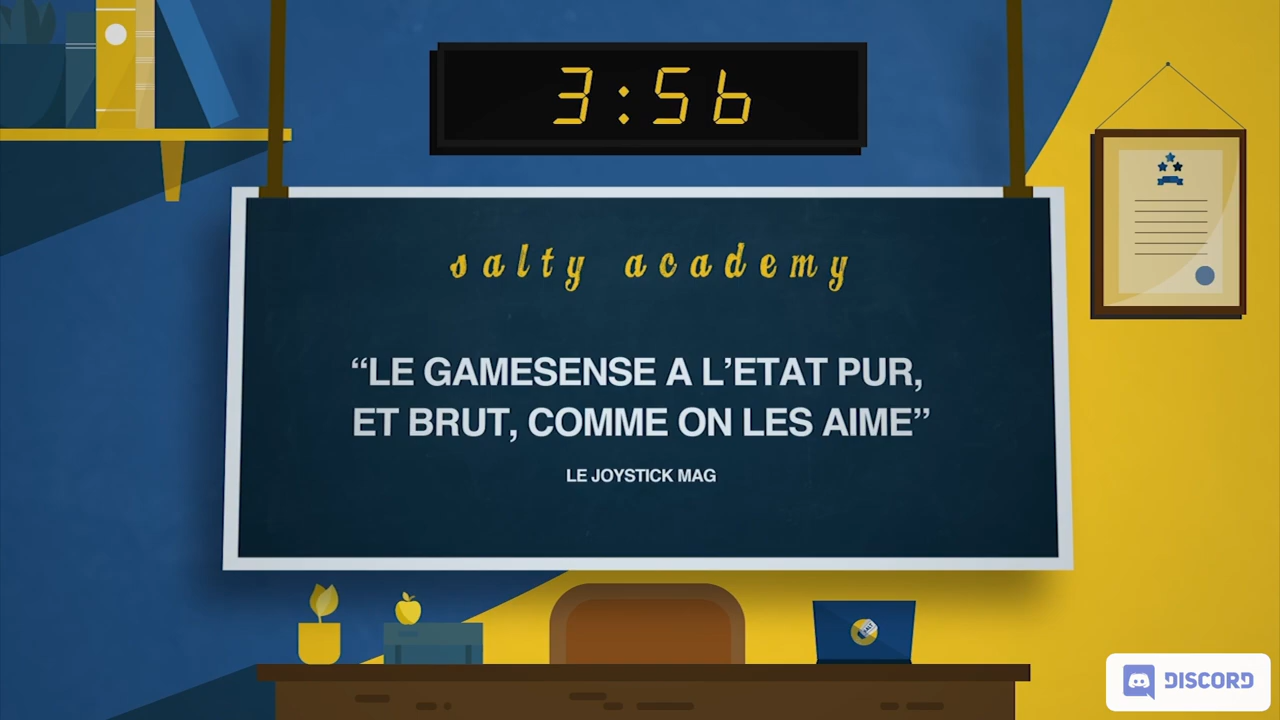 3:56
salty academy
“LE GAMESENSE A L’ETAT PUR,
ET BRUT, COMME ON LES AIME”
LE JOYSTICK MAG
DISCORD